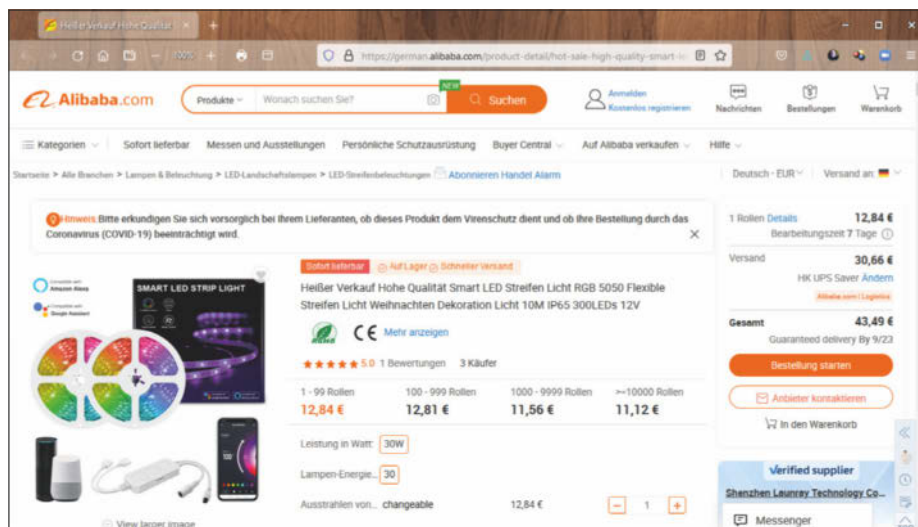 Heißer Verkauf Hohe Qualität
https://german.alibaba.com/product-detail/hot-sale-high-quality-smart-
Alibaba.com
Produkte
Wonach suchen Sie?
NEW
Suchen
Anmelden
Kostenlos registrieren
Nachrichten
Bestellungen
Warenkorb
Kategorien
Sofort lieferbar
Messen und Ausstellungen
Persönliche Schutzausrüstung
Buyer Central
Auf Alibaba verkaufen
Hilfe
Startseite > Alle Branchen > Lampen & Beleuchtung > LED-Landschaftslampen > LED-Streifenbeleuchtungen
Abonnieren Handel Alarm
Deutsch - EUR
Versand an:
Hinweis: Bitte erkundigen Sie sich vorsorglich bei Ihrem Lieferanten, ob dieses Produkt dem Virenschutz dient und ob Ihre Bestellung durch das
Coronavirus (COVID-19) beeinträchtigt wird.
Amazon Alexa
Google Assistant
SMART LED STRIP LIGHT
View larger image
Sofort lieferbar
Auf Lager
Schneller Versand
Heißer Verkauf Hohe Qualität Smart LED Streifen Licht RGB 5050 Flexible
Streifen Licht Weihnachten Dekoration Licht 10M IP65 300LEDs 12V
CE
Mehr anzeigen
5.0 1 Bewertungen 3 Käufer
1 - 99 Rollen 100 - 999 Rollen 1000 - 9999 Rollen >=10000 Rollen
12,84 € 12,81 € 11,56 € 11,12 €
Leistung in Watt: 30W
Lampen-Energie... 30
Ausstrahlen von... changeable 12,84 € - 1 +
1 Rollen Details 12,84 €
Bearbeitungszeit 7 Tage
Versand 30,66 €
HK UPS Saver Ändern
Alibaba.com Logistics
Gesamt 43,49 €
Guaranteed delivery By 9/23
Bestellung starten
Anbieter kontaktieren
In den Warenkorb
Verified supplier
Shenzhen Launray Technology Co...
Messenger